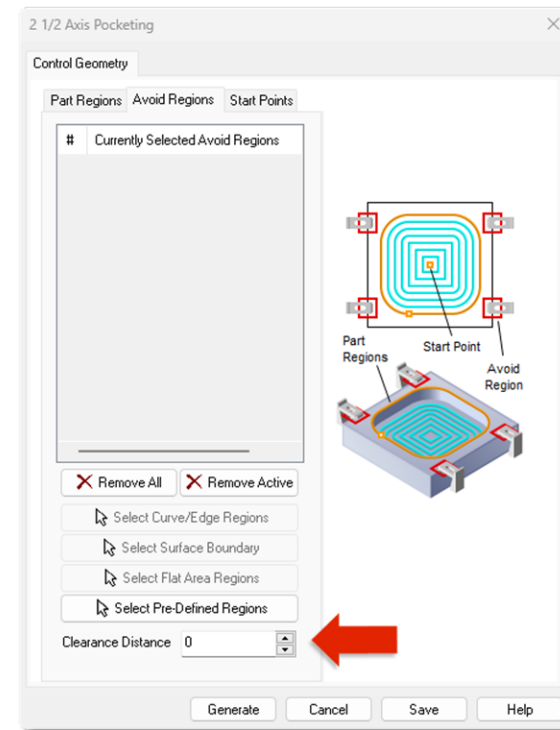 2 1/2 Axis Pocketing
Control Geometry
Part Regions Avoid Regions Start Points
# Currently Selected Avoid Regions
Remove All Remove Active
Select Curve/Edge Regions
Select Surface Boundary
Select Flat Area Regions
Select Pre-Defined Regions
Clearance Distance 0
Part
Regions
Start Point
Avoid
Region
Generate Cancel Save Help